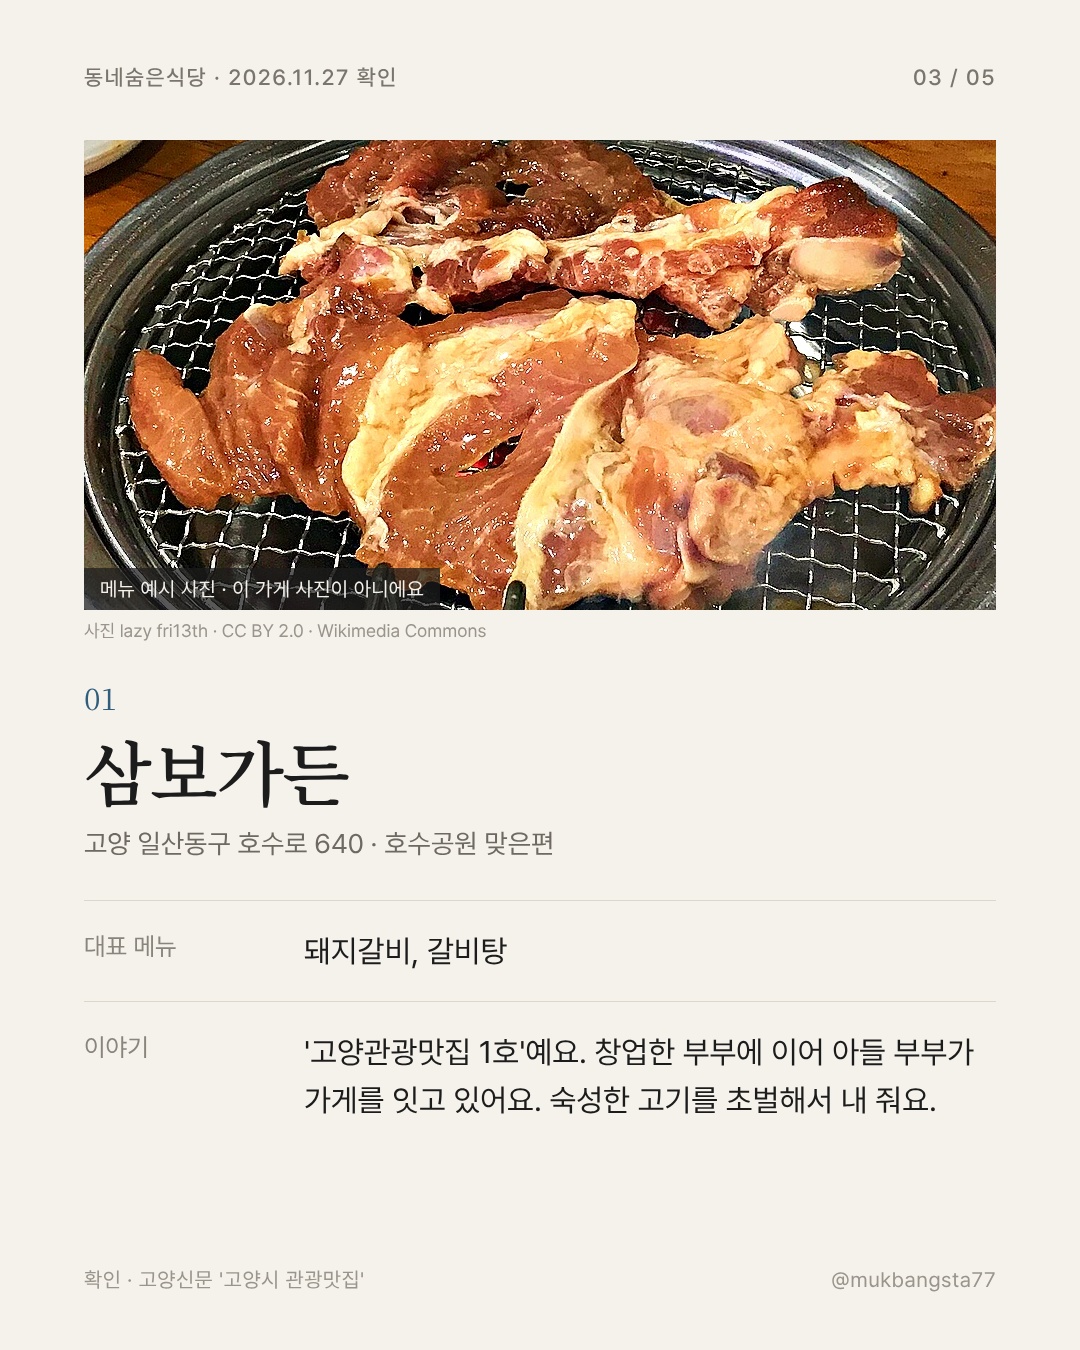 동네숨은식당 · 2026.11.27 확인
03 / 05
메뉴 예시 사진 · 이 가게 사진이 아니에요
사진 lazy fri13th · CC BY 2.0 · Wikimedia Commons
01
삼보가든
고양 일산동구 호수로 640 · 호수공원 맞은편
대표 메뉴
돼지갈비, 갈비탕
이야기
'고양관광맛집 1호'예요. 창업한 부부에 이어 아들 부부가
가게를 잇고 있어요. 숙성한 고기를 초벌해서 내 줘요.
확인 · 고양신문 '고양시 관광맛집'
@mukbangsta77